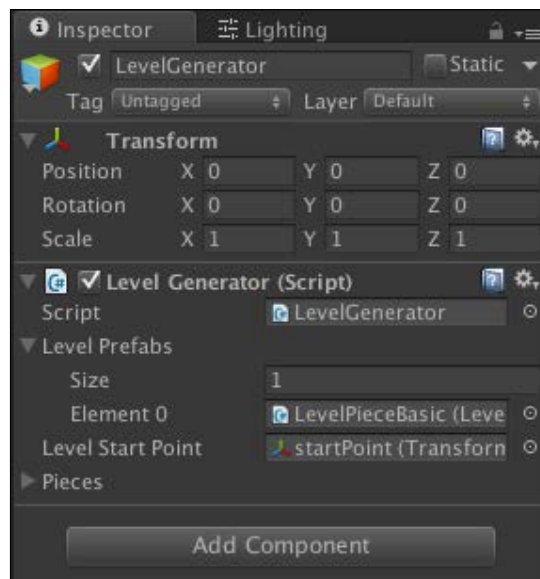 Inspector Lighting
LevelGenerator Static
Tag Untagged Layer Default
Transform
Position X 0 Y 0 Z 0
Rotation X 0 Y 0 Z 0
Scale X 1 Y 1 Z 1
Level Generator (Script)
Script LevelGenerator
Level Prefabs
Size 1
Element 0 LevelPieceBasic (Leve
Level Start Point startPoint (Transforn
Pieces
Add Component